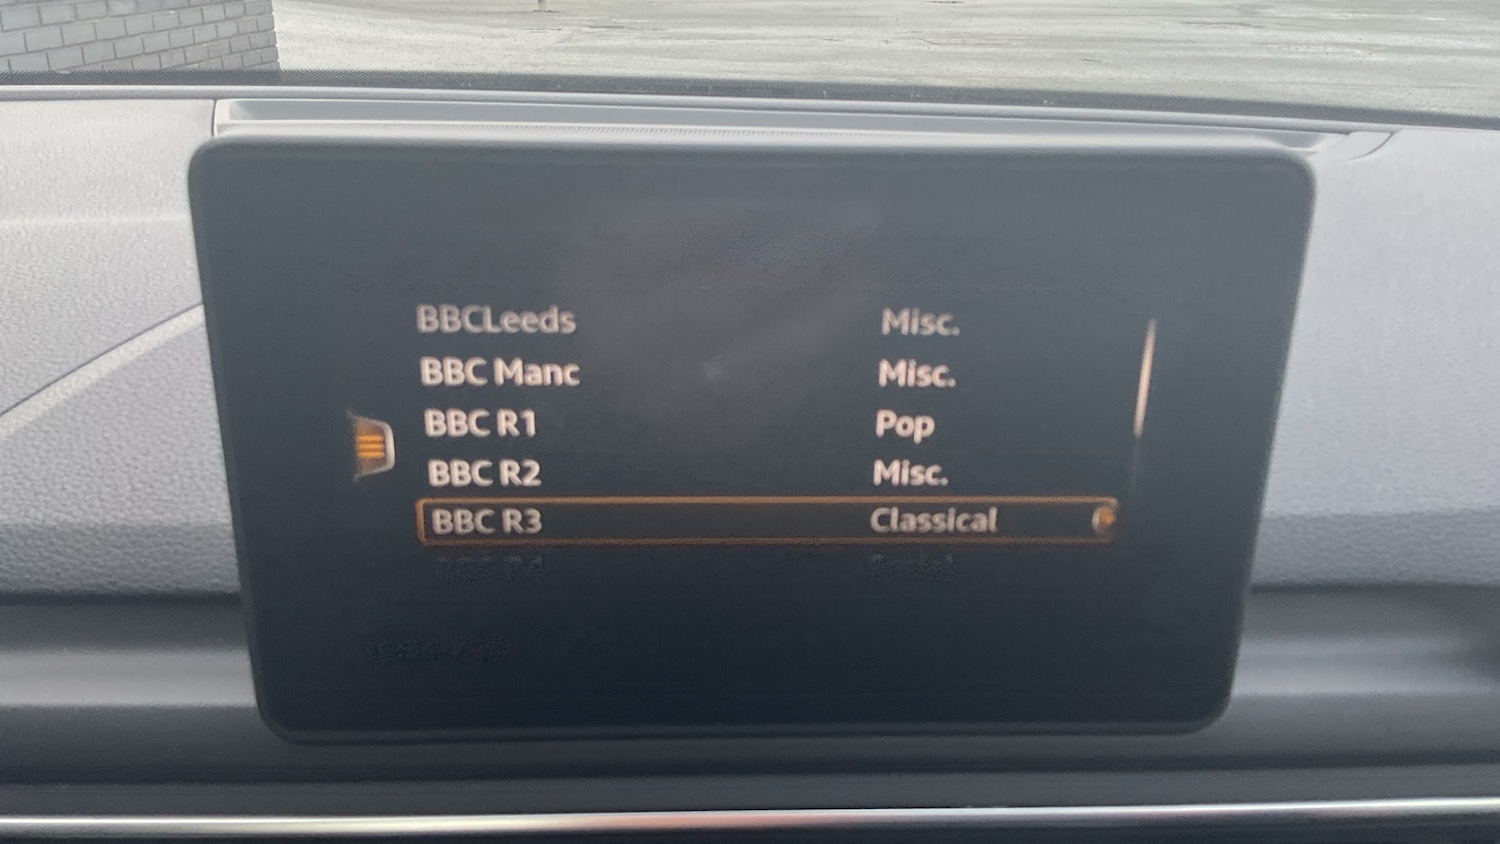 BBCLeeds Misc.
BBC Manc Misc.
BBC R1 Pop
BBC R2 Misc.
BBC R3 Classical